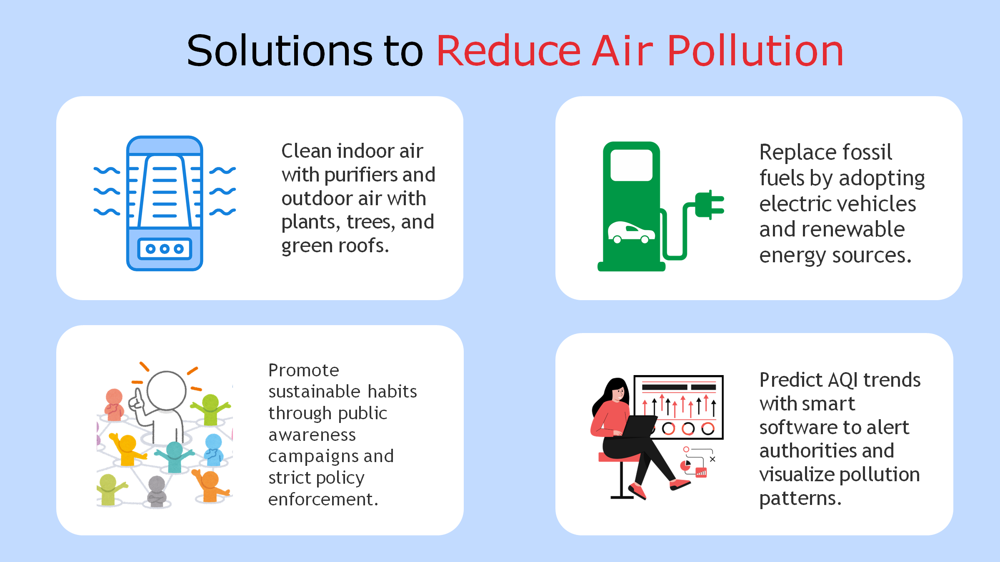 Solutions to Reduce Air Pollution
Clean indoor air
with purifiers and
outdoor air with
plants, trees, and
green roofs.
Replace fossil
fuels by adopting
electric vehicles
and renewable
energy sources.
Promote
sustainable habits
through public
awareness
campaigns and
strict policy
enforcement.
Predict AQI trends
with smart
software to alert
authorities and
visualize pollution
patterns.